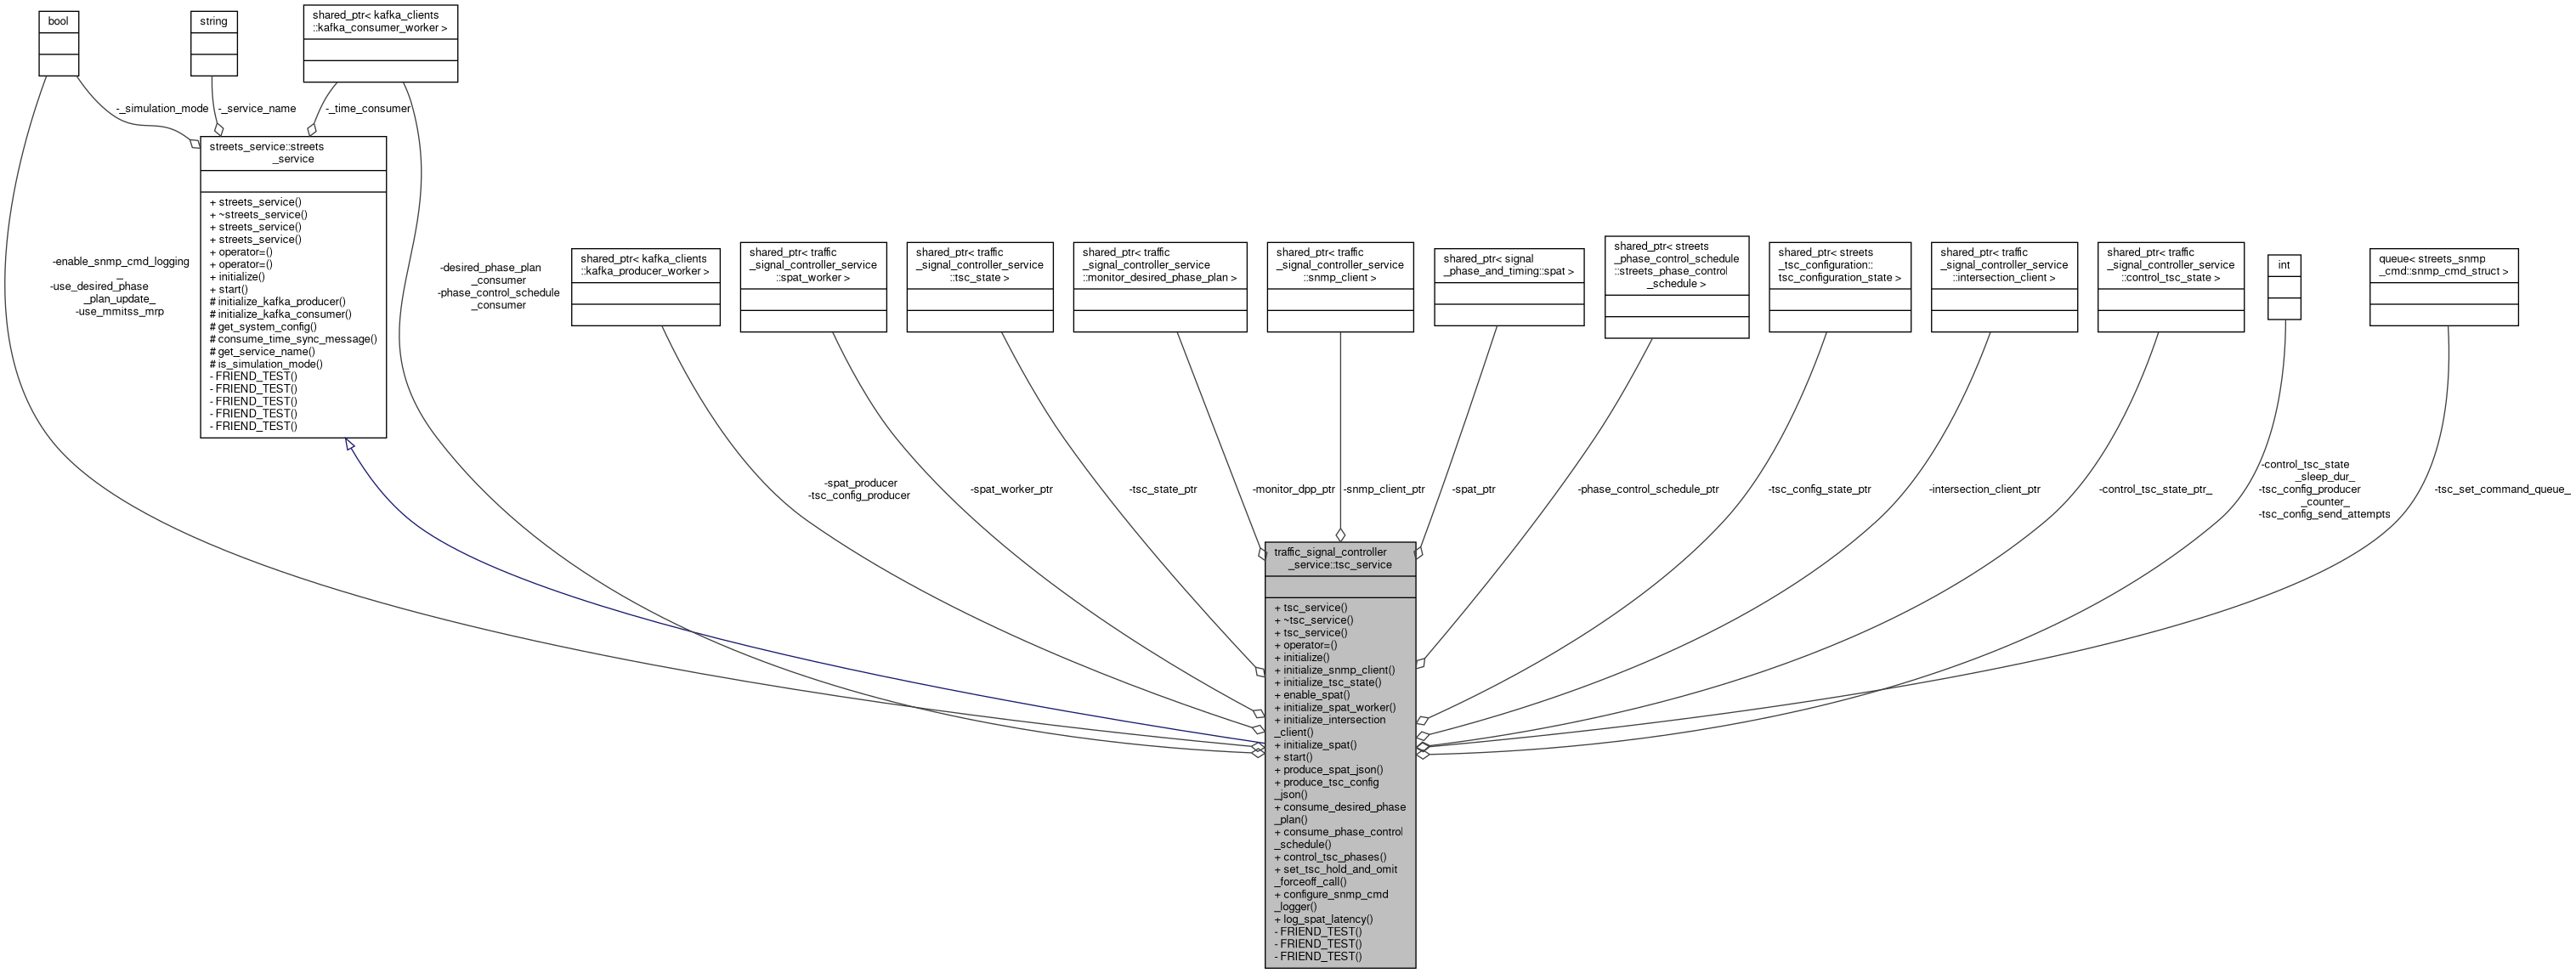 bool
string
shared_ptr< kafka_clients
::kafka_consumer_worker >
-_simulation_mode
-_service_name
-_time_consumer
streets_service::streets
_service
+ streets_service()
+ ~streets_service()
+ streets_service()
+ streets_service()
+ operator=()
+ operator=()
+ initialize()
+ start()
# initialize_kafka_producer()
# initialize_kafka_consumer()
# get_system_config()
# consume_time_sync_message()
# get_service_name()
# is_simulation_mode()
- FRIEND_TEST()
- FRIEND_TEST()
- FRIEND_TEST()
- FRIEND_TEST()
- FRIEND_TEST()
-enable_snmp_cmd_logging
_
-use_desired_phase
_plan_update_
-use_mmitss_mrp
-desired_phase_plan
_consumer
-phase_control_schedule
_consumer
shared_ptr< kafka_clients
::kafka_producer_worker >
shared_ptr< traffic
_signal_controller_service
::spat_worker >
shared_ptr< traffic
_signal_controller_service
::tsc_state >
shared_ptr< traffic
_signal_controller_service
::monitor_desired_phase_plan >
shared_ptr< traffic
_signal_controller_service
::snmp_client >
shared_ptr< signal
_phase_and_timing::spat >
shared_ptr< streets
_phase_control_schedule
::streets_phase_control
_schedule >
shared_ptr< streets
_tsc_configuration::
tsc_configuration_state >
shared_ptr< traffic
_signal_controller_service
::intersection_client >
shared_ptr< traffic
_signal_controller_service
::control_tsc_state >
int
queue< streets_snmp
_cmd::snmp_cmd_struct >
-spat_producer
-tsc_config_producer
-spat_worker_ptr
-tsc_state_ptr
-monitor_dpp_ptr
-snmp_client_ptr
-spat_ptr
-phase_control_schedule_ptr
-tsc_config_state_ptr
-intersection_client_ptr
-control_tsc_state_ptr_
-control_tsc_state
_sleep_dur_
-tsc_config_producer
_counter_
-tsc_config_send_attempts
-tsc_set_command_queue_
traffic_signal_controller
_service::tsc_service
+ tsc_service()
+ ~tsc_service()
+ tsc_service()
+ operator=()
+ initialize()
+ initialize_snmp_client()
+ initialize_tsc_state()
+ enable_spat()
+ initialize_spat_worker()
+ initialize_intersection
_client()
+ initialize_spat()
+ start()
+ produce_spat_json()
+ produce_tsc_config
_json()
+ consume_desired_phase
_plan()
+ consume_phase_control
_schedule()
+ control_tsc_phases()
+ set_tsc_hold_and_omit
_forceoff_call()
+ configure_snmp_cmd
_logger()
+ log_spat_latency()
- FRIEND_TEST()
- FRIEND_TEST()
- FRIEND_TEST()